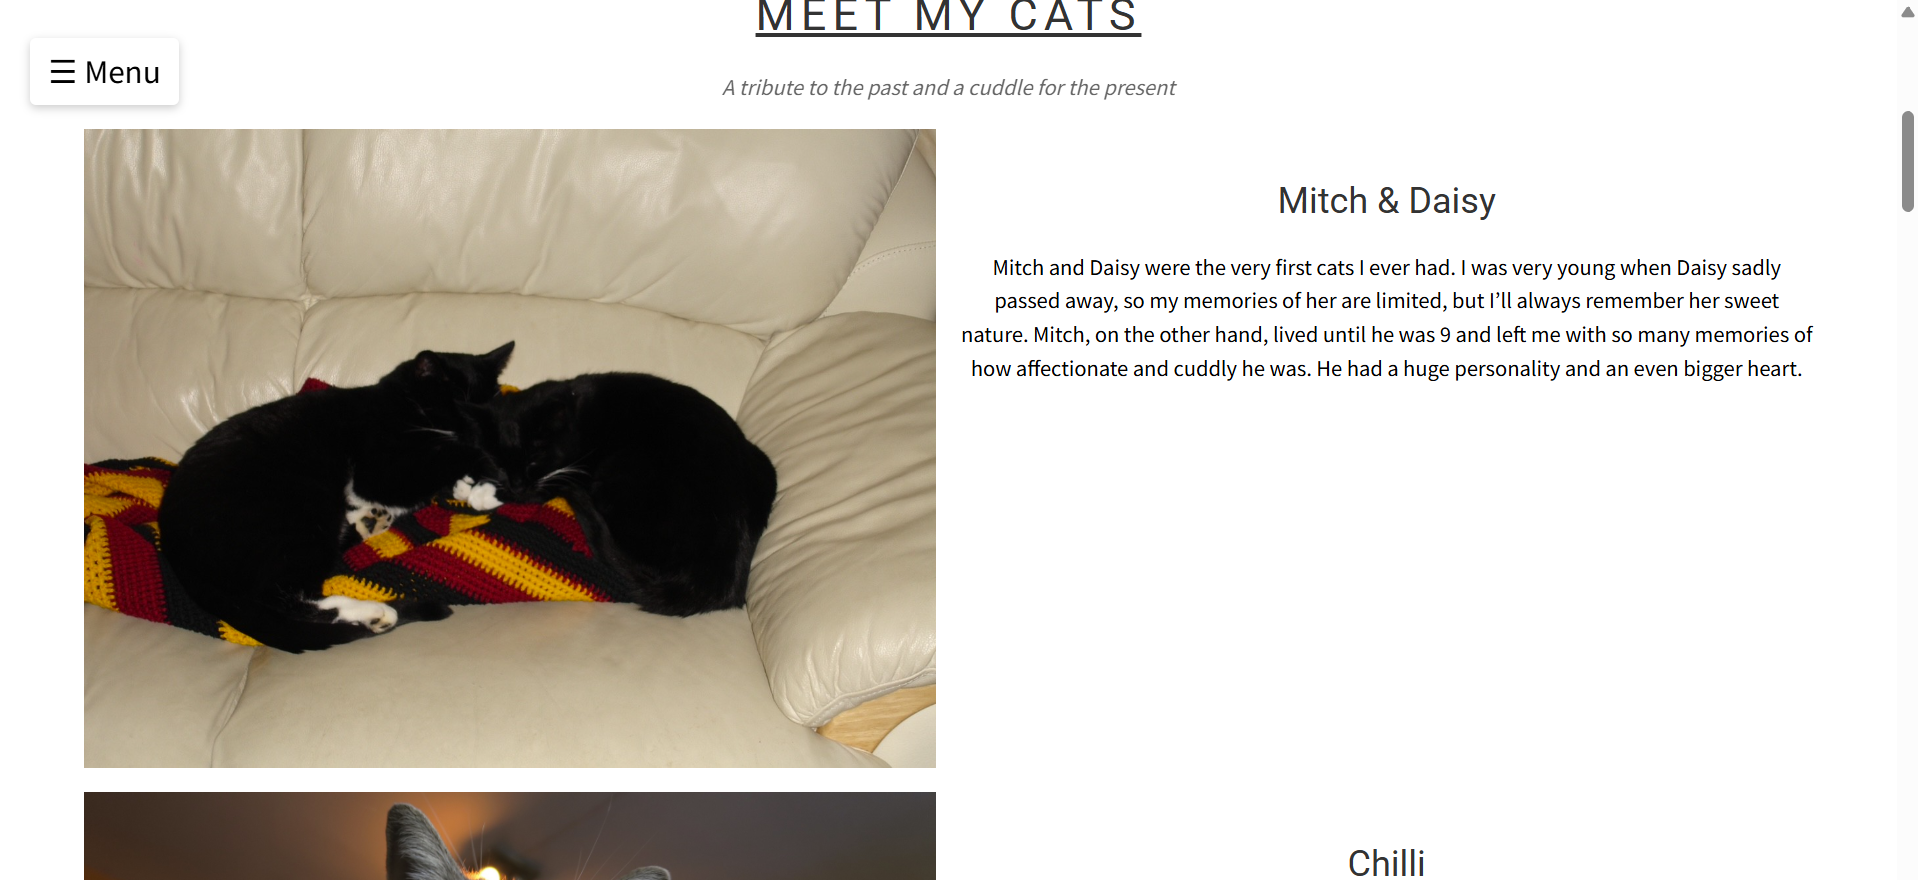 MEET MY CATS
☰ Menu
A tribute to the past and a cuddle for the present
Mitch & Daisy
Mitch and Daisy were the very first cats I ever had. I was very young when Daisy sadly
passed away, so my memories of her are limited, but I’ll always remember her sweet
nature. Mitch, on the other hand, lived until he was 9 and left me with so many memories of
how affectionate and cuddly he was. He had a huge personality and an even bigger heart.
Chilli